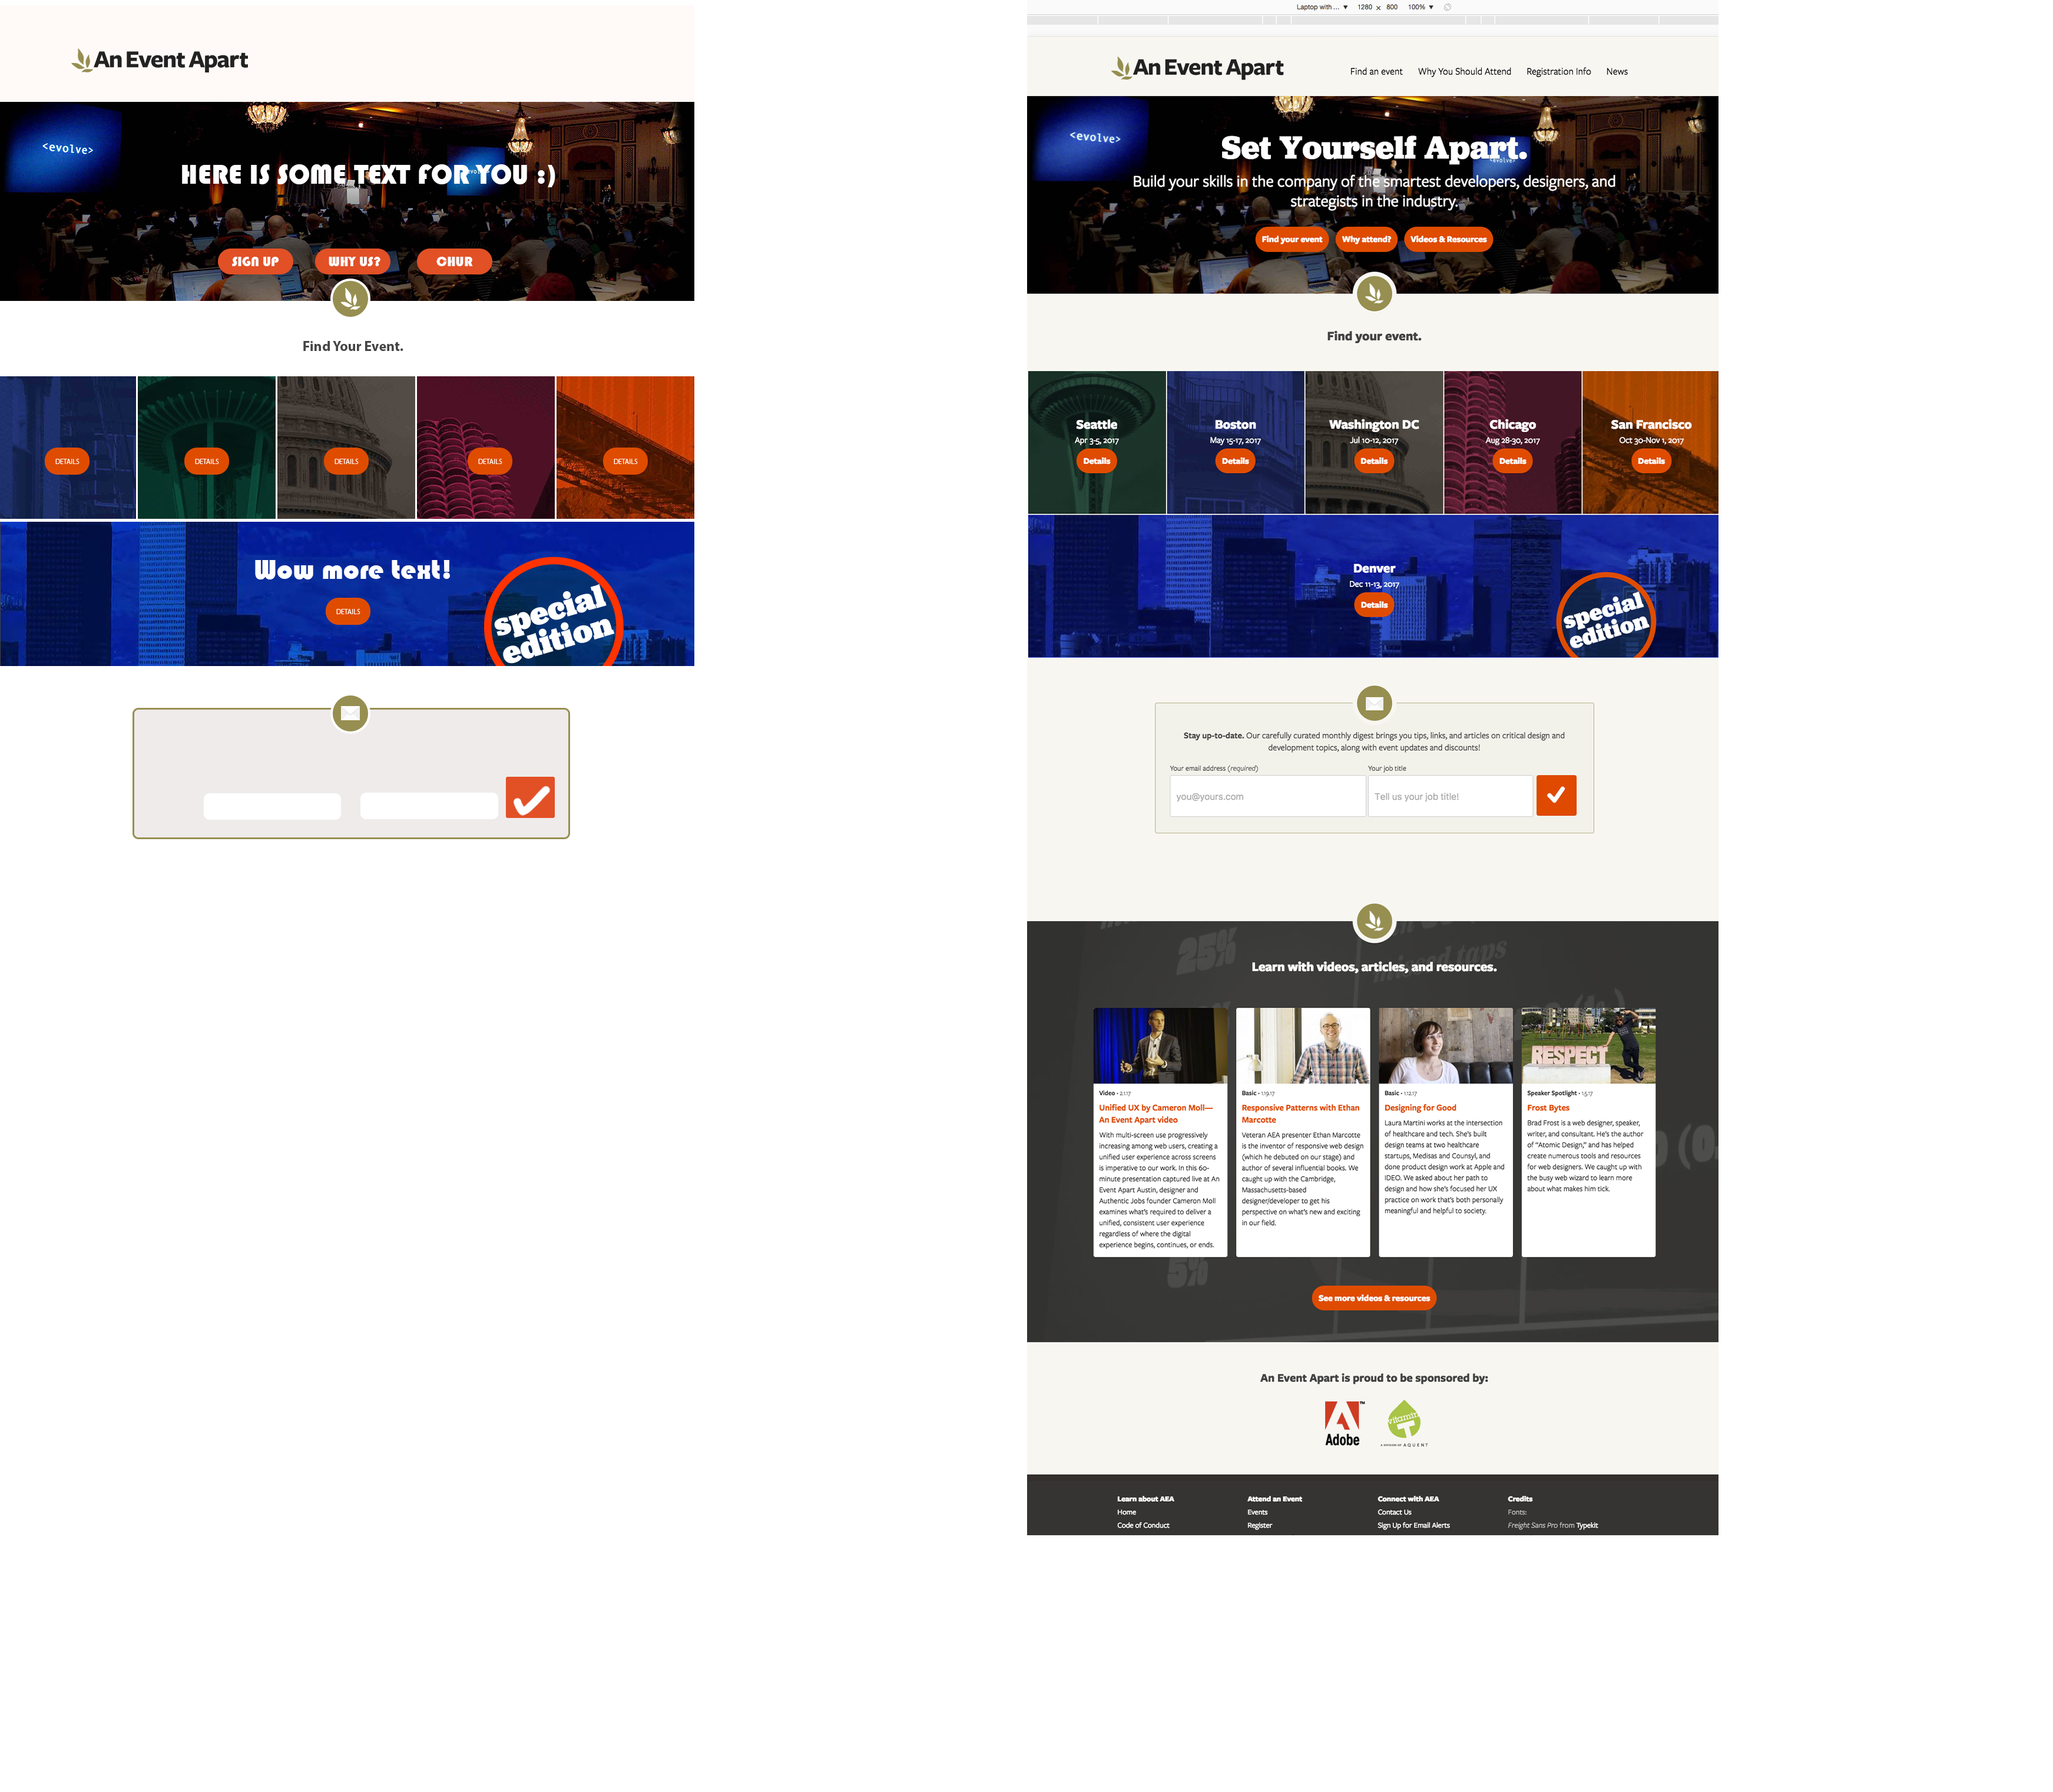 An Event Apart
<evolve>
HERE IS SOME TEXT FOR YOU :)
SIGN UP
WHY US?
CHUR
Find Your Event.
DETAILS
DETAILS
DETAILS
DETAILS
DETAILS
Wow more text!
DETAILS
special
edition
Laptop with ... ▼ 1280 × 800 100% ▼
An Event Apart
Find an event
Why You Should Attend
Registration Info
News
<evolve>
Set Yourself Apart.
Build your skills in the company of the smartest developers, designers, and
strategists in the industry.
Find your event
Why attend?
Videos & Resources
Find your event.
Seattle
Apr 3-5, 2017
Details
Boston
May 15-17, 2017
Details
Washington DC
Jul 10-12, 2017
Details
Chicago
Aug 28-30, 2017
Details
San Francisco
Oct 30-Nov 1, 2017
Details
Denver
Dec 11-13, 2017
Details
special
edition
Stay up-to-date. Our carefully curated monthly digest brings you tips, links, and articles on critical design and
development topics, along with event updates and discounts!
Your email address (required)
you@yours.com
Your job title
Tell us your job title!
25%
mixed taps
Learn with videos, articles, and resources.
RESPECT
Video • 2.1.17
Unified UX by Cameron Moll—
An Event Apart video
With multi-screen use progressively
increasing among web users, creating a
unified user experience across screens
is imperative to our work. In this 60-
minute presentation captured live at An
Event Apart Austin, designer and
Authentic Jobs founder Cameron Moll
examines what's required to deliver a
unified, consistent user experience
regardless of where the digital
experience begins, continues, or ends.
Basic • 1.19.17
Responsive Patterns with Ethan
Marcotte
Veteran AEA presenter Ethan Marcotte
is the inventor of responsive web design
(which he debuted on our stage) and
author of several influential books. We
caught up with the Cambridge,
Massachusetts-based
designer/developer to get his
perspective on what's new and exciting
in our field.
Basic • 1.12.17
Designing for Good
Laura Martini works at the intersection
of healthcare and tech. She's built
design teams at two healthcare
startups, Medisas and Counsyl, and
done product design work at Apple and
IDEO. We asked about her path to
design and how she's focused her UX
practice on work that's both personally
meaningful and helpful to society.
Speaker Spotlight • 1.5.17
Frost Bytes
Brad Frost is a web designer, speaker,
writer, and consultant. He's the author
of “Atomic Design,” and has helped
create numerous tools and resources
for web designers. We caught up with
the busy web wizard to learn more
about what makes him tick.
5%
See more videos & resources
An Event Apart is proud to be sponsored by:
Adobe
TM
vitamin
T
A DIVISION OF AQUENT
Learn about AEA
Home
Code of Conduct
Attend an Event
Events
Register
Connect with AEA
Contact Us
Sign Up for Email Alerts
Credits
Fonts:
Freight Sans Pro from Typekit